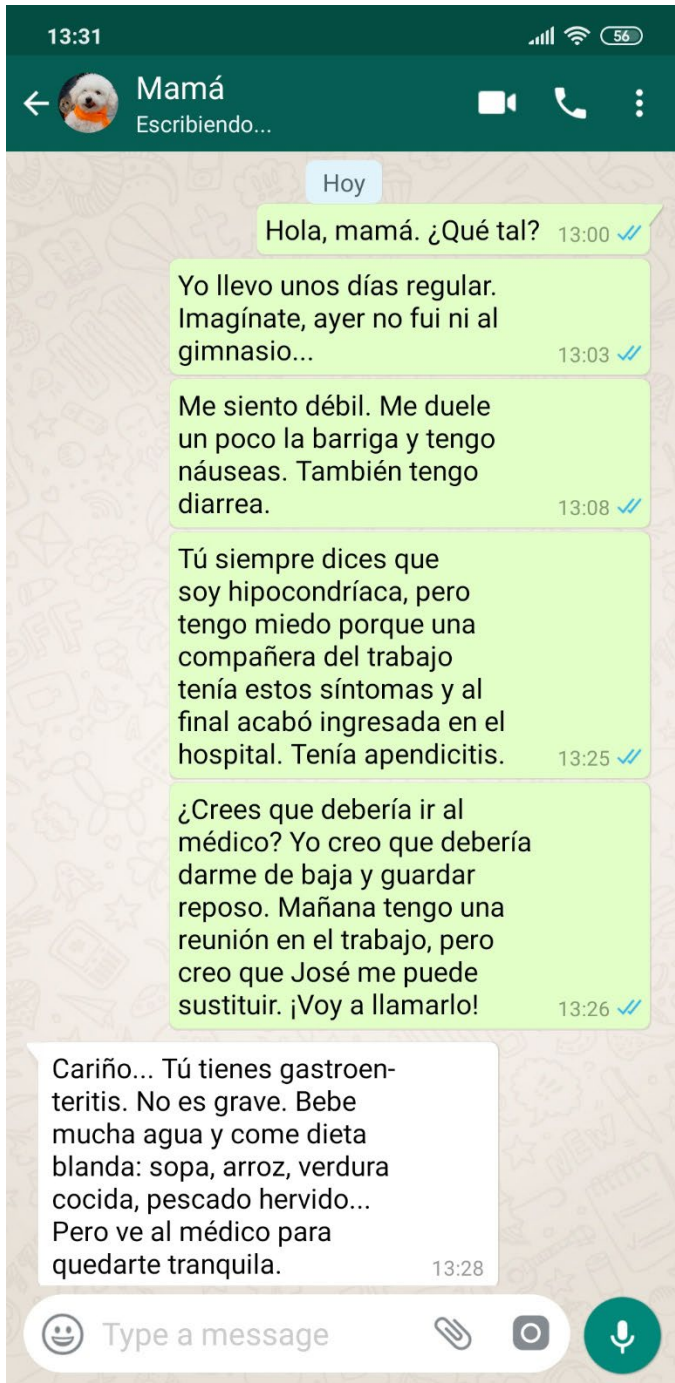 13:31
56
Mamá
Escribiendo...
Hoy
Hola, mamá. ¿Qué tal? 13:00
Yo llevo unos días regular.
Imagínate, ayer no fui ni al
gimnasio... 13:03
Me siento débil. Me duele
un poco la barriga y tengo
náuseas. También tengo
diarrea. 13:08
Tú siempre dices que
soy hipocondríaca, pero
tengo miedo porque una
compañera del trabajo
tenía estos síntomas y al
final acabó ingresada en el
hospital. Tenía apendicitis. 13:25
¿Crees que debería ir al
médico? Yo creo que debería
darme de baja y guardar
reposo. Mañana tengo una
reunión en el trabajo, pero
creo que José me puede
sustituir. ¡Voy a llamarlo! 13:26
Cariño... Tú tienes gastroen-
teritis. No es grave. Bebe
mucha agua y come dieta
blanda: sopa, arroz, verdura
cocida, pescado hervido...
Pero ve al médico para
quedarte tranquila. 13:28
Type a message